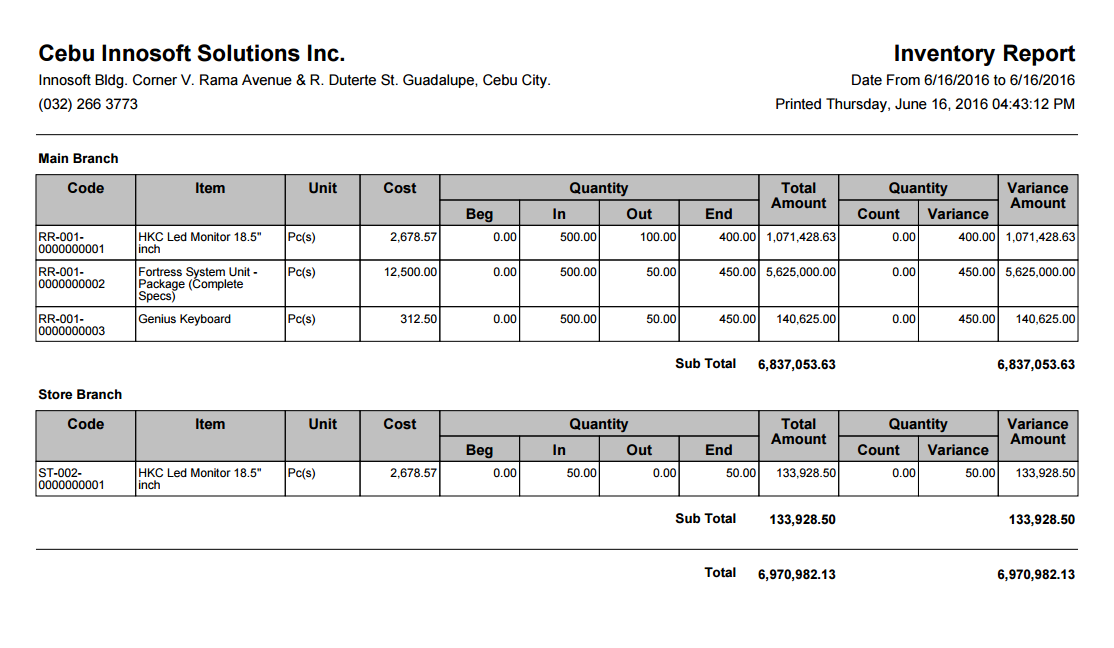 Cebu Innosoft Solutions Inc. Inventory Report
Innosoft Bldg. Corner V. Rama Avenue & R. Duterte St. Guadalupe, Cebu City. Date From 6/16/2016 to 6/16/2016
(032) 266 3773 Printed Thursday, June 16, 2016 04:43:12 PM
Main Branch
Code Item Unit Cost Quantity Total Amount Quantity Variance Amount
Beg In Out End Count Variance
RR-001- HKC Led Monitor 18.5" Pc(s) 2,678.57 0.00 500.00 100.00 400.00 1,071,428.63 0.00 400.00 1,071,428.63
0000000001 inch
RR-001- Fortress System Unit - Pc(s) 12,500.00 0.00 500.00 50.00 450.00 5,625,000.00 0.00 450.00 5,625,000.00
0000000002 Package (Complete
Specs)
RR-001- Genius Keyboard Pc(s) 312.50 0.00 500.00 50.00 450.00 140,625.00 0.00 450.00 140,625.00
0000000003
Sub Total 6,837,053.63 6,837,053.63
Store Branch
Code Item Unit Cost Quantity Total Amount Quantity Variance Amount
Beg In Out End Count Variance
ST-002- HKC Led Monitor 18.5" Pc(s) 2,678.57 0.00 50.00 0.00 50.00 133,928.50 0.00 50.00 133,928.50
0000000001 inch
Sub Total 133,928.50 133,928.50
Total 6,970,982.13 6,970,982.13